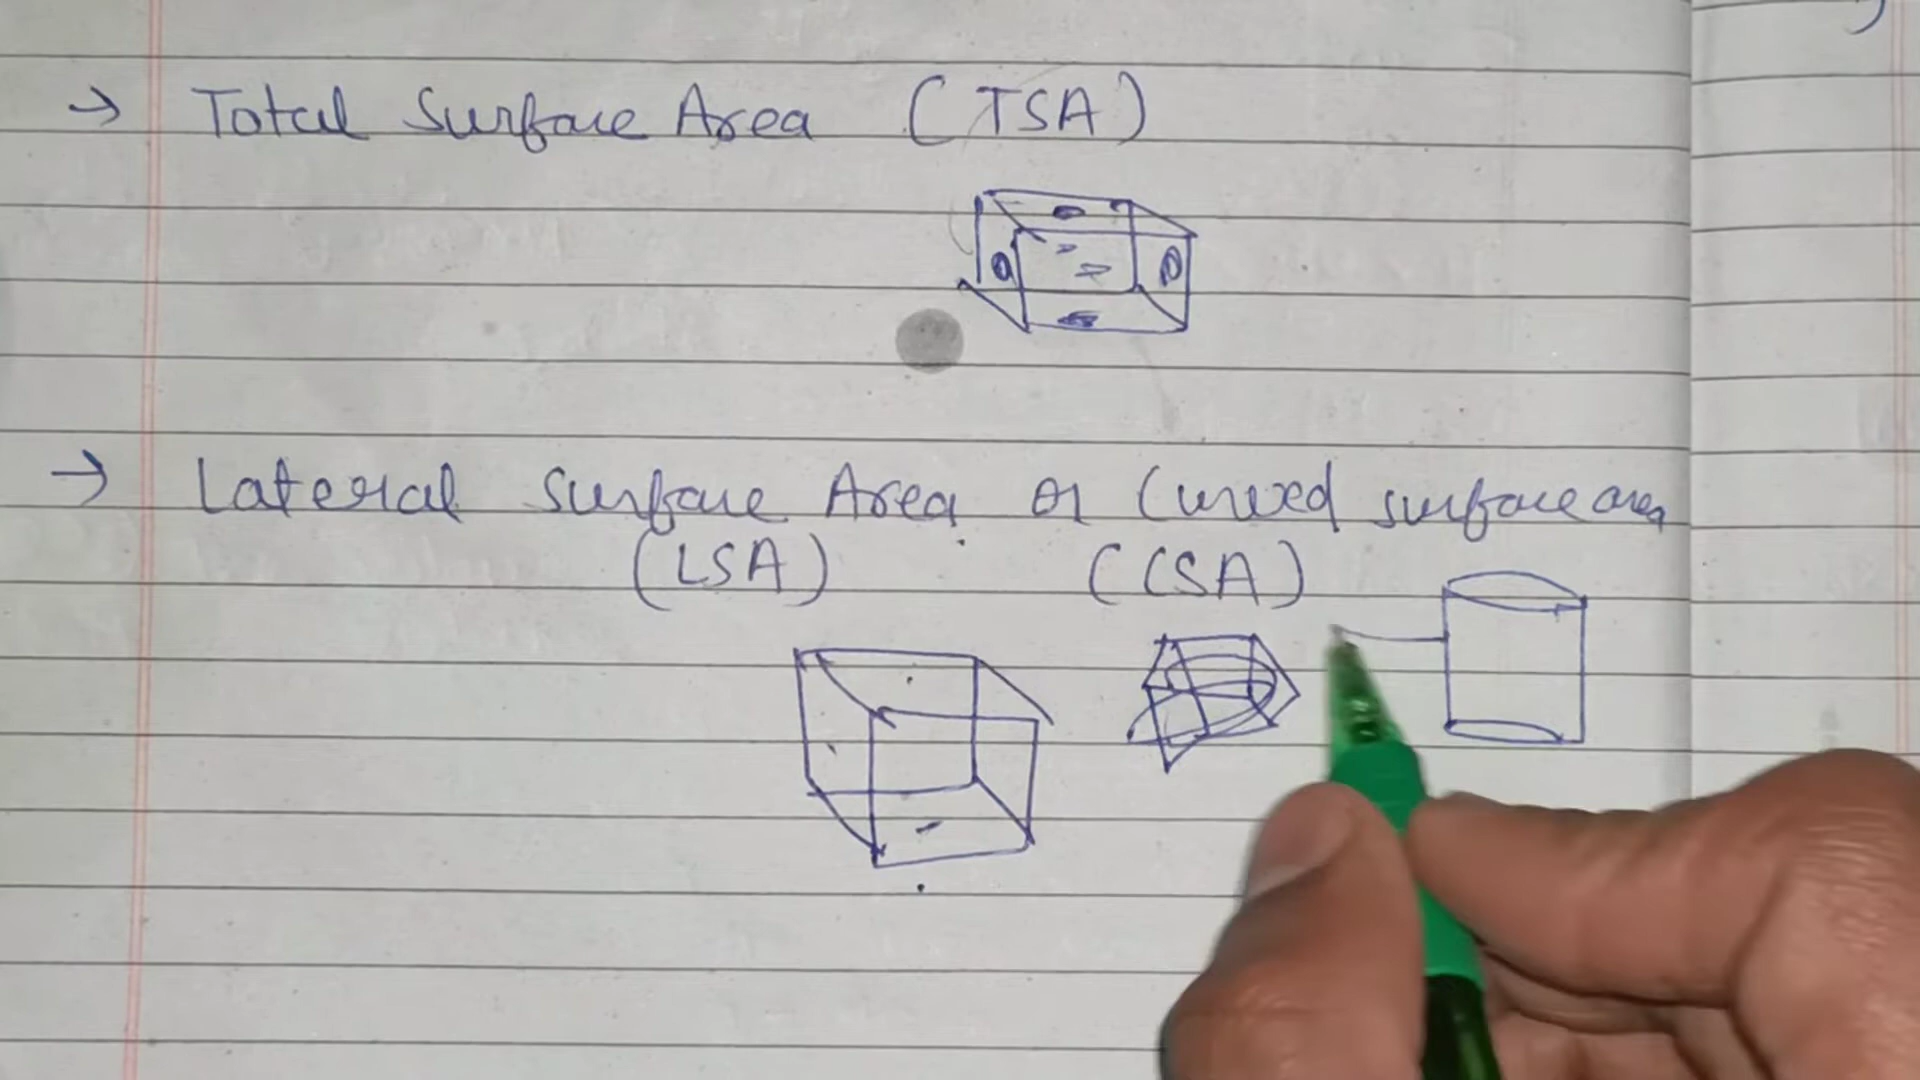 → Total Surface Area (TSA)
→ Lateral Surface Area or Curved surface area
(LSA) (CSA)